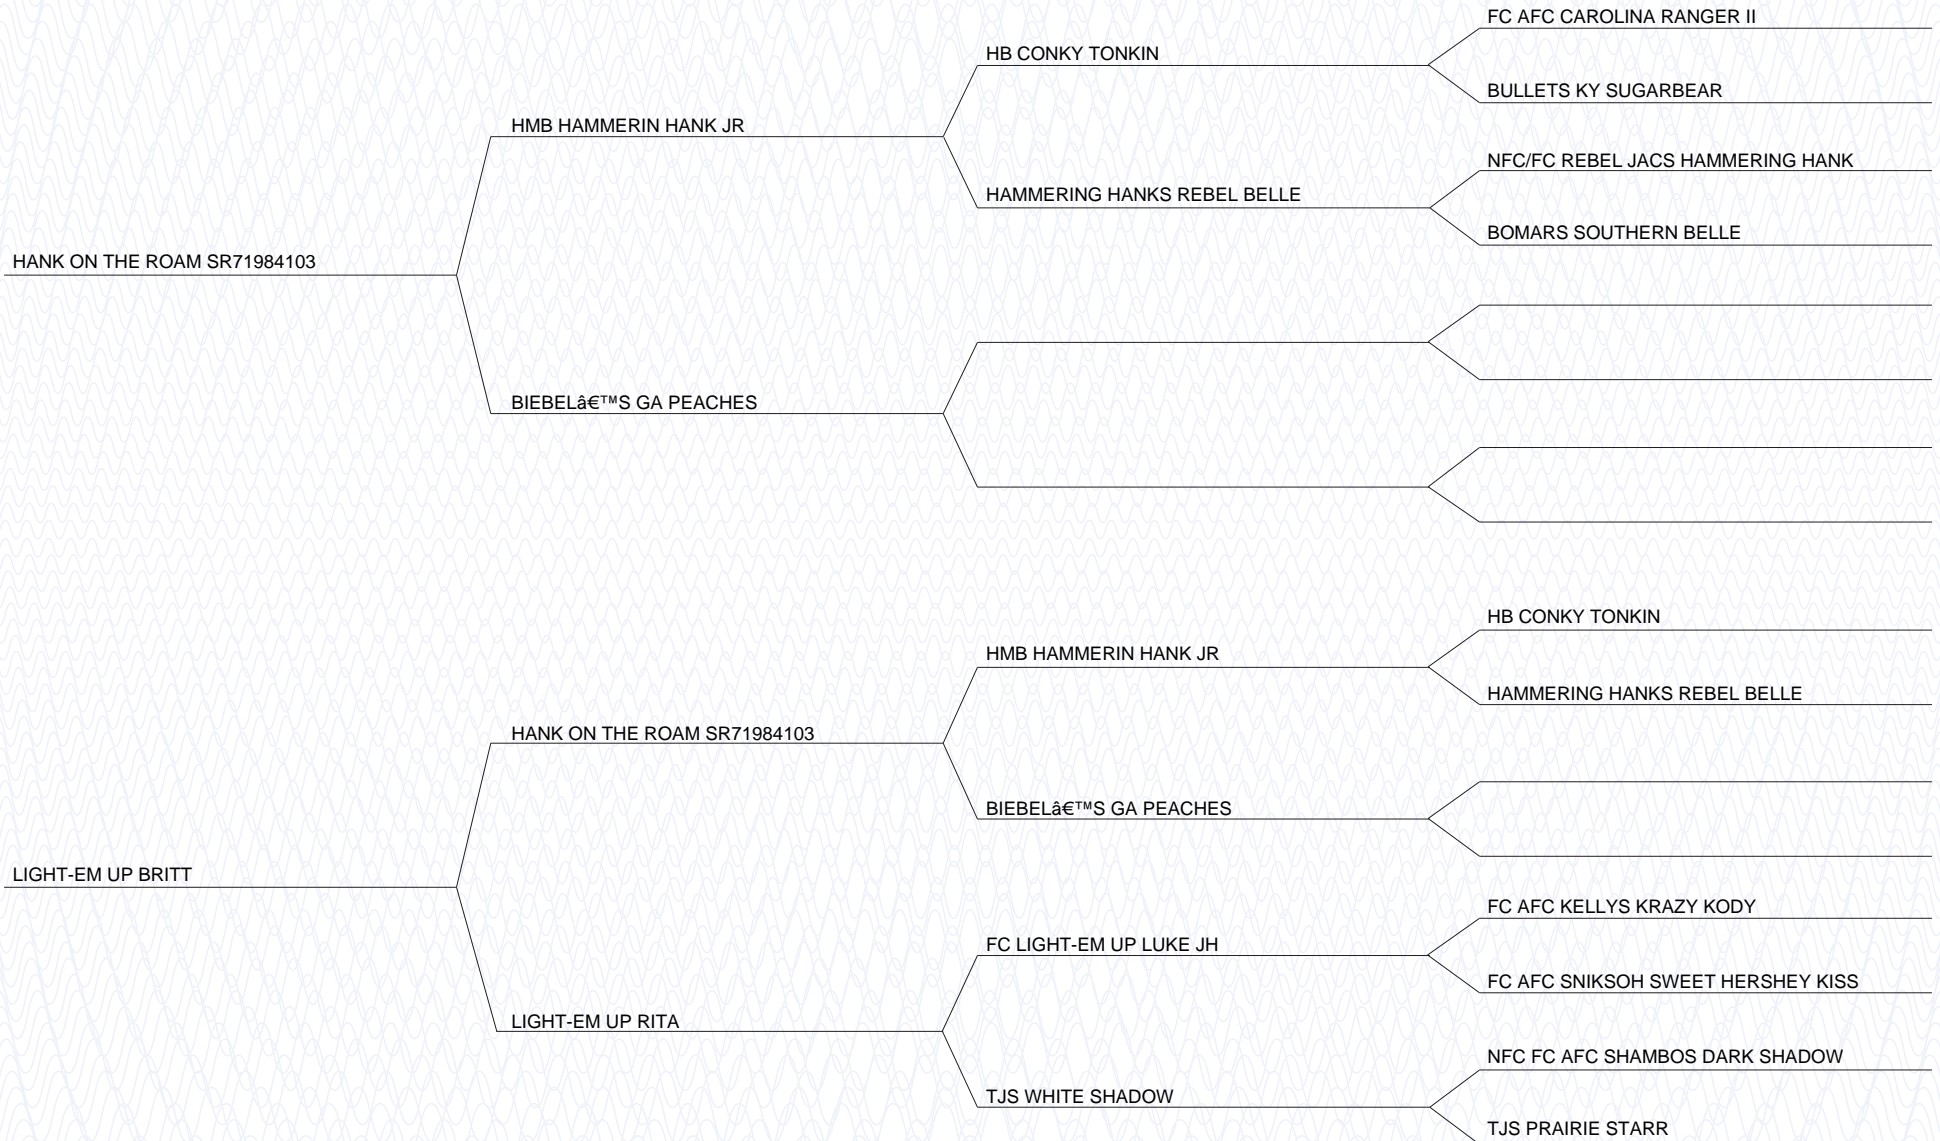 FC AFC CAROLINA RANGER II
HB CONKY TONKIN
BULLETS KY SUGARBEAR
HMB HAMMERIN HANK JR
NFC/FC REBEL JACS HAMMERING HANK
HAMMERING HANKS REBEL BELLE
BOMARS SOUTHERN BELLE
HANK ON THE ROAM SR71984103
BIEBELâ€™S GA PEACHES
HB CONKY TONKIN
HMB HAMMERIN HANK JR
HAMMERING HANKS REBEL BELLE
HANK ON THE ROAM SR71984103
BIEBELâ€™S GA PEACHES
LIGHT-EM UP BRITT
FC AFC KELLYS KRAZY KODY
FC LIGHT-EM UP LUKE JH
FC AFC SNIKSOH SWEET HERSHEY KISS
LIGHT-EM UP RITA
NFC FC AFC SHAMBOS DARK SHADOW
TJS WHITE SHADOW
TJS PRAIRIE STARR